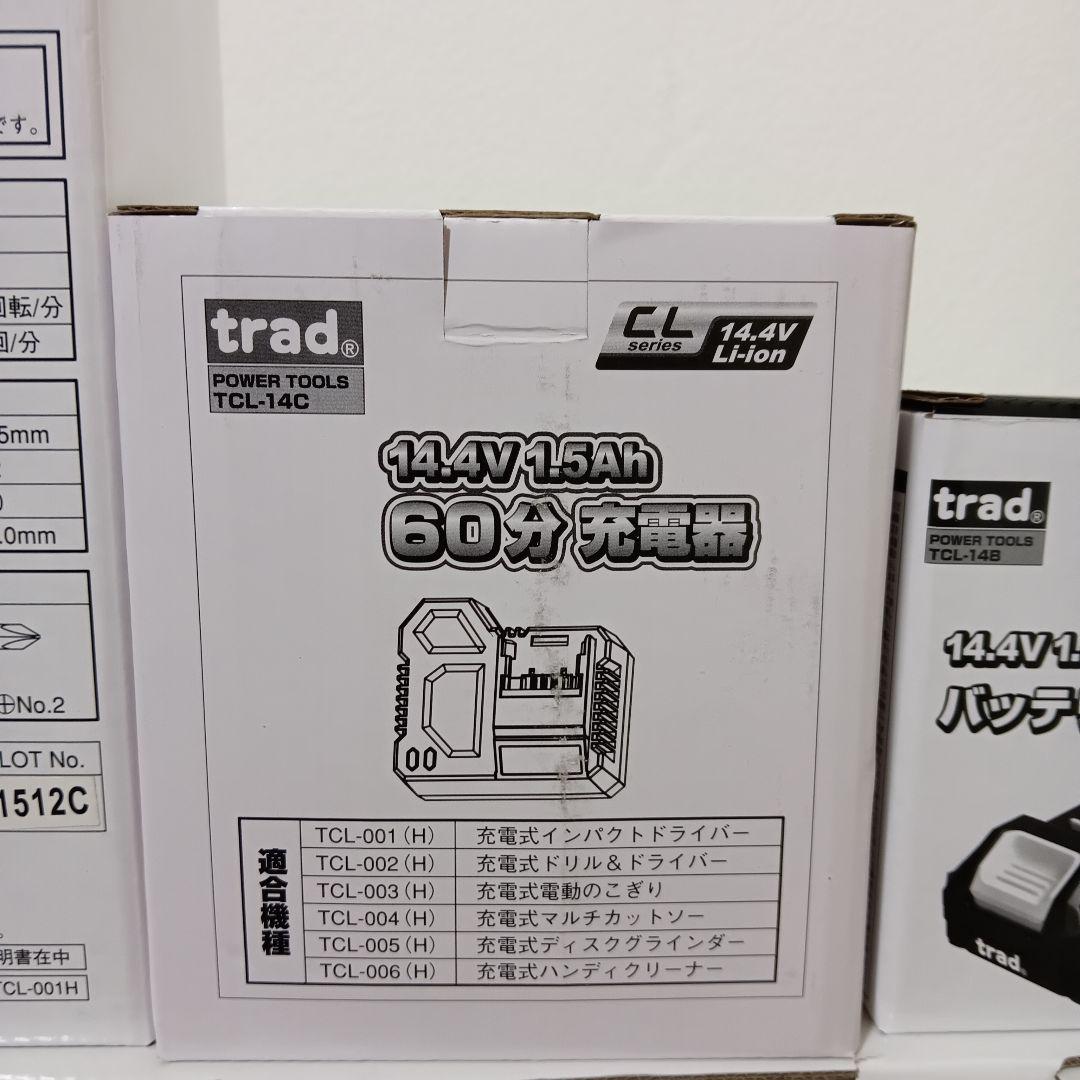 です。
回転/分
回/分
5mm
.0mm
No.2
LOT No.
1512C
明書在中
TCL-001H
trad®
POWER TOOLS
TCL-14C
CL
series
14.4V
Li-ion
14.4V 1.5Ah
60分 充電器
適合機種
TCL-001(H) 充電式インパクトドライバー
TCL-002(H) 充電式ドリル&ドライバー
TCL-003(H) 充電式電動のこぎり
TCL-004(H) 充電式マルチカットソー
TCL-005(H) 充電式ディスクグラインダー
TCL-006(H) 充電式ハンディクリーナー
trad®
POWER TOOLS
TCL-14B
14.4V 1.
バッテ
trad®